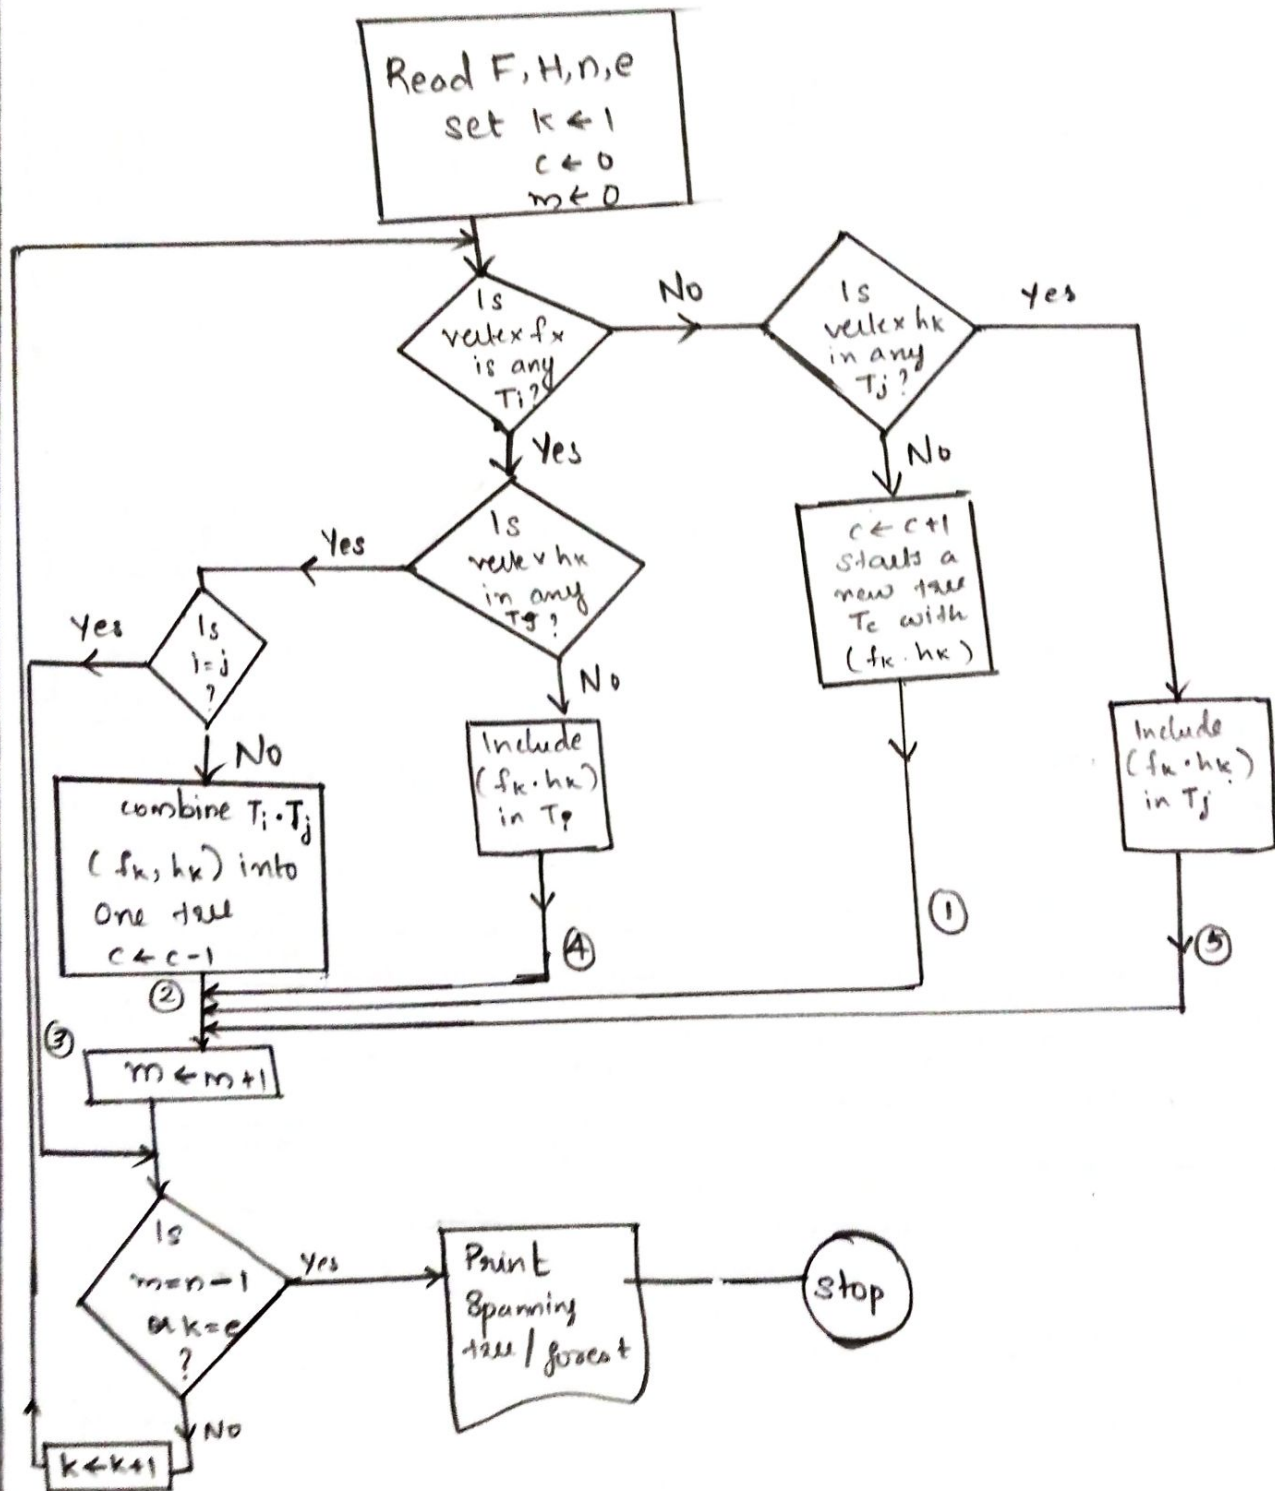 Read F, H, n, e
set k ← 1
c ← 0
m ← 0
Is
vertex fx
is any
Ti?
No
Is
vertex hk
in any
Tj?
Yes
Yes
No
Is
vertex hk
in any
Tj?
Yes
c ← c+1
starts a
new tree
Tc with
(fk.hk)
Yes
Is
i=j
?
No
No
Include
(fk.hk)
in Ti
Include
(fk.hk)
in Tj
combine Ti.Tj
(fk, hk) into
One tree
c ← c-1
①
④
⑤
②
③
m ← m+1
Is
m=n-1
or k=e
?
Yes
Print
Spanning
tree/forest
stop
No
k ← k+1